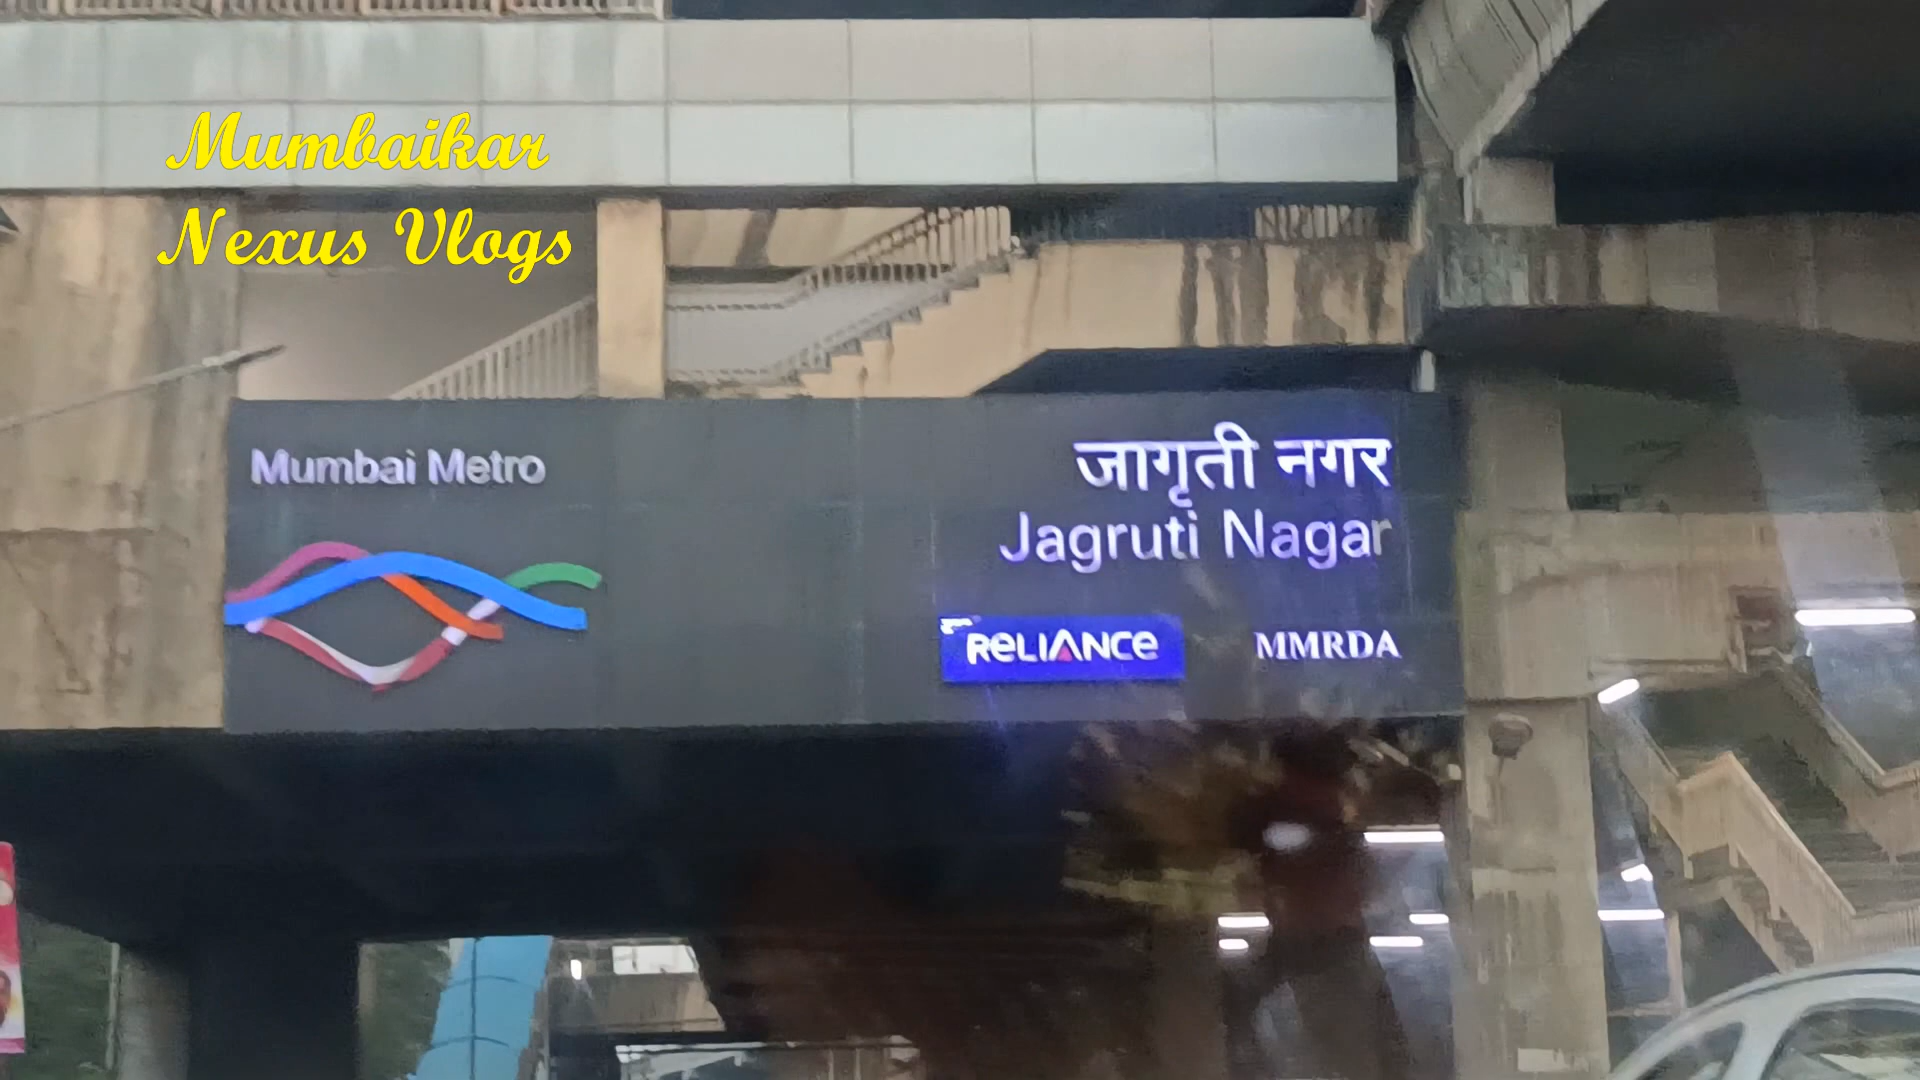 Mumbaikar
Nexus Vlogs
Mumbai Metro
जागृती नगर
Jagruti Nagar
RELIANCE
MMRDA